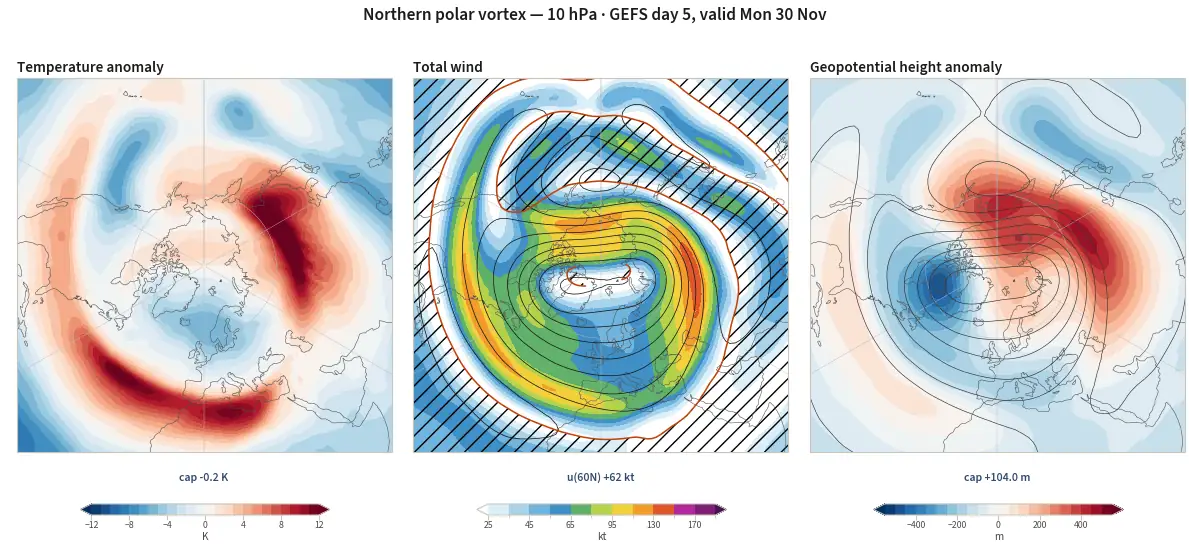 Northern polar vortex — 10 hPa · GEFS day 5, valid Mon 30 Nov
Temperature anomaly
Total wind
Geopotential height anomaly
cap -0.2 K
u(60N) +62 kt
cap +104.0 m
−12 −8 −4 0 4 8 12
K
25 45 65 95 130 170
kt
−400 −200 0 200 400
m